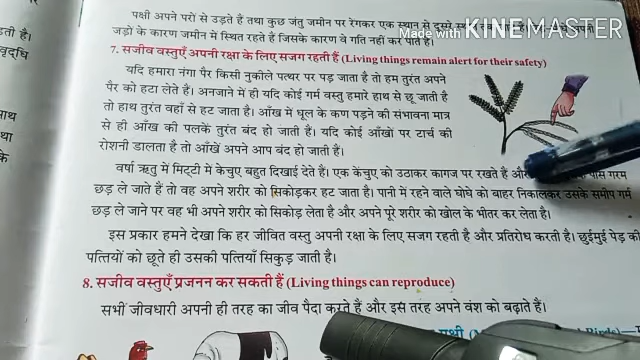 पक्षी अपने परों से उड़ते हैं तथा कुछ जंतु जमीन पर रेंगकर एक स्थान से दूसरे
Made with KINEMASTER
जड़ों के कारण जमीन में स्थित रहते हैं जिसके कारण वे गति नहीं कर पाते हैं।
7. सजीव वस्तुएँ अपनी रक्षा के लिए सजग रहती हैं (Living things remain alert for their safety)
यदि हमारा नंगा पैर किसी नुकीले पत्थर पर पड़ जाता है तो हम तुरंत अपने
पैर को हटा लेते हैं। अनजाने में ही यदि कोई गर्म वस्तु हमारे हाथ से छू जाती है
तो हाथ तुरंत वहाँ से हट जाता है। आँख में धूल के कण पड़ने की संभावना मात्र
से ही आँख की पलकें तुरंत बंद हो जाती हैं। यदि कोई आँखों पर टार्च की
रोशनी डालता है तो आँखें अपने आप बंद हो जाती हैं।
वर्षा ऋतु में मिट्टी में केंचुए बहुत दिखाई देते हैं। एक केंचुए को उठाकर कागज पर रखते हैं और पास गरम
छड़ ले जाते हैं तो वह अपने शरीर को सिकोड़कर हट जाता है। पानी में रहने वाले घोंघे को बाहर निकालकर उसके समीप गर्म
छड़ ले जाने पर वह भी अपने शरीर को सिकोड़ लेता है और अपने पूरे शरीर को खोल के भीतर कर लेता है।
इस प्रकार हमने देखा कि हर जीवित वस्तु अपनी रक्षा के लिए सजग रहती है और प्रतिरोध करती है। छुईमुई पेड़ की
पत्तियों को छूते ही उसकी पत्तियाँ सिकुड़ जाती है।
8. सजीव वस्तुएँ प्रजनन कर सकती हैं (Living things can reproduce)
सभी जीवधारी अपनी ही तरह का जीव पैदा करते हैं और इस तरह अपने वंश को बढ़ाते हैं।